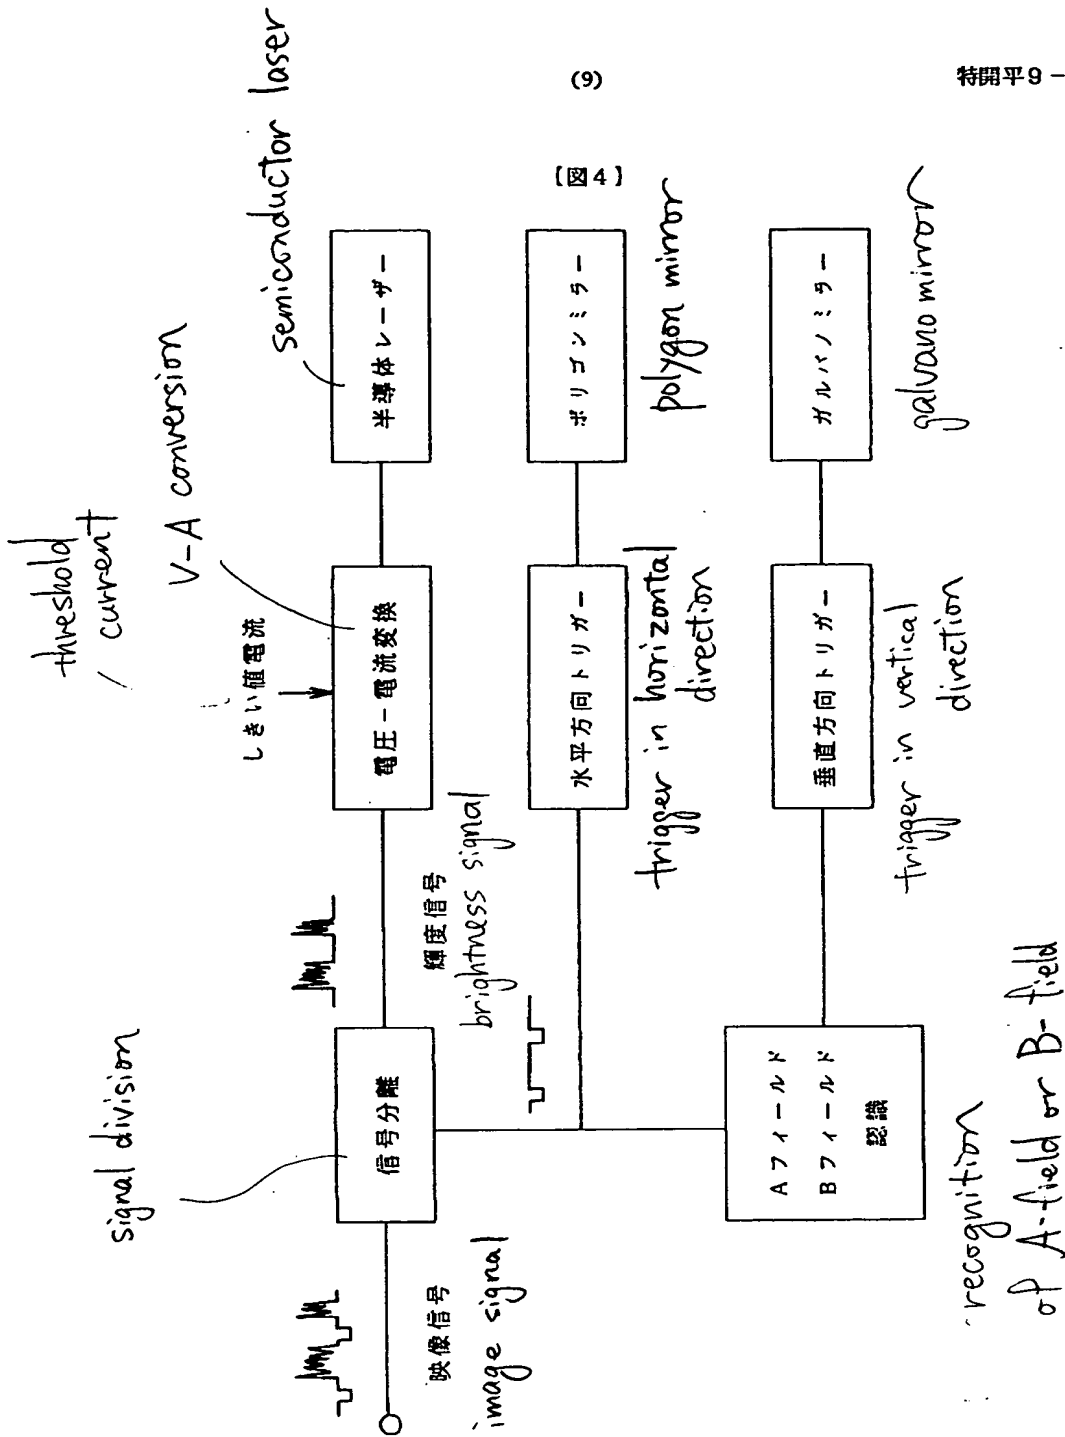 (9)
特開平9－
【図4】
映像信号
image signal
信号分離
signal division
輝度信号
brightness signal
しきい値電流
threshold
current
電圧－電流変換
V-A conversion
半導体レーザー
semiconductor laser
水平方向トリガー
trigger in horizontal
direction
ポリゴンミラー
polygon mirror
Aフィールド
Bフィールド
認識
recognition
of A-field or B-field
垂直方向トリガー
trigger in vertical
direction
ガルバノミラー
galvano mirror